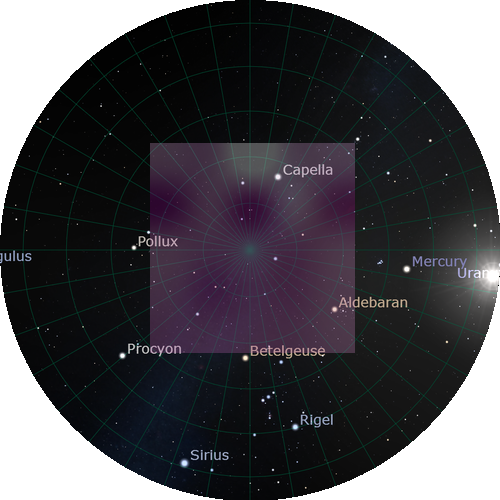 Capella
Pollux
gulus
Mercury
Uran
Aldebaran
Procyon
Betelgeuse
Rigel
Sirius